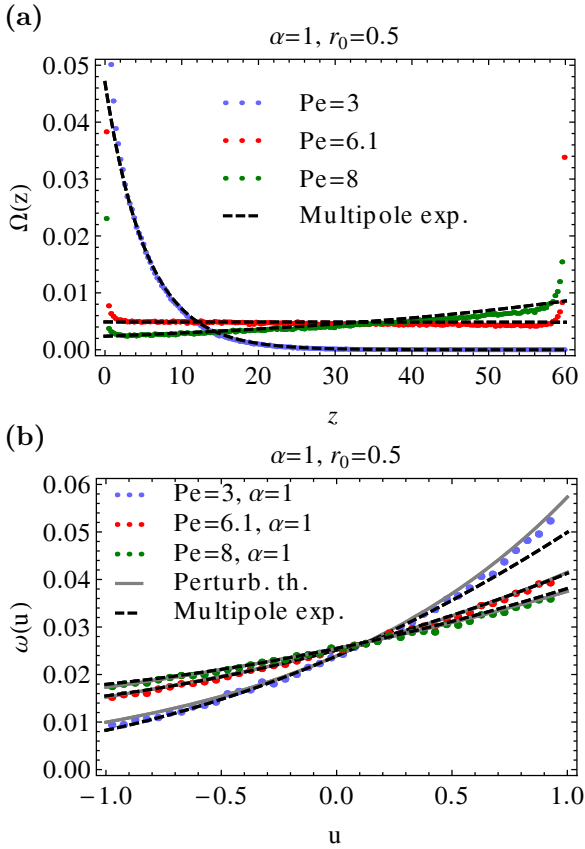 (a)
α=1, r₀=0.5
0.05
0.04
0.03
0.02
0.01
0.00
Ω(z)
Pe=3
Pe=6.1
Pe=8
Multipole exp.
0 10 20 30 40 50 60
z
(b)
α=1, r₀=0.5
0.06
0.05
0.04
0.03
0.02
0.01
0.00
ω(u)
Pe=3, α=1
Pe=6.1, α=1
Pe=8, α=1
Perturb. th.
Multipole exp.
−1.0 −0.5 0.0 0.5 1.0
u